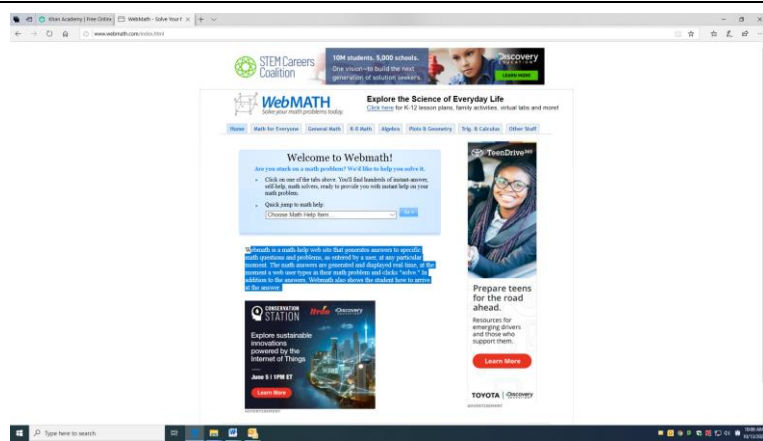 Khan Academy | Free Online
WebMath - Solve Your
www.webmath.com/index.html
STEM Careers
Coalition
10M students. 5,000 schools.
One vision—to build the next
generation of solution seekers.
Discovery
EDUCATION
LEARN MORE
WebMATH
Solve your math problems today
Explore the Science of Everyday Life
Click here for K-12 lesson plans, family activities, virtual labs and more!
Home Math for Everyone General Math K-8 Math Algebra Plots & Geometry Trig. & Calculus Other Stuff
Welcome to Webmath!
Are you stuck on a math problem? We'd like to help you solve it.
Click on one of the tabs above. You'll find hundreds of instant-answer,
self-help, math solvers, ready to provide you with instant help on your
math problem.
Quick jump to math help:
Choose Math Help Item...
Webmath is a math-help web site that generates answers to specific
math questions and problems, as entered by a user, at any particular
moment. The math answers are generated and displayed real-time, at the
moment a web user types in their math problem and clicks "solve." In
addition to the answers, Webmath also shows the student how to arrive
at the answer.
CONSERVATION
STATION
Itron
Discovery
EDUCATION
Explore sustainable
innovations
powered by the
Internet of Things
June 5 | 1PM ET
Learn More
ADVERTISEMENT
TeenDrive365
Prepare teens
for the road
ahead.
Resources for
emerging drivers
and those who
support them.
Learn More
TOYOTA | Discovery
EDUCATION
ADVERTISEMENT
Type here to search